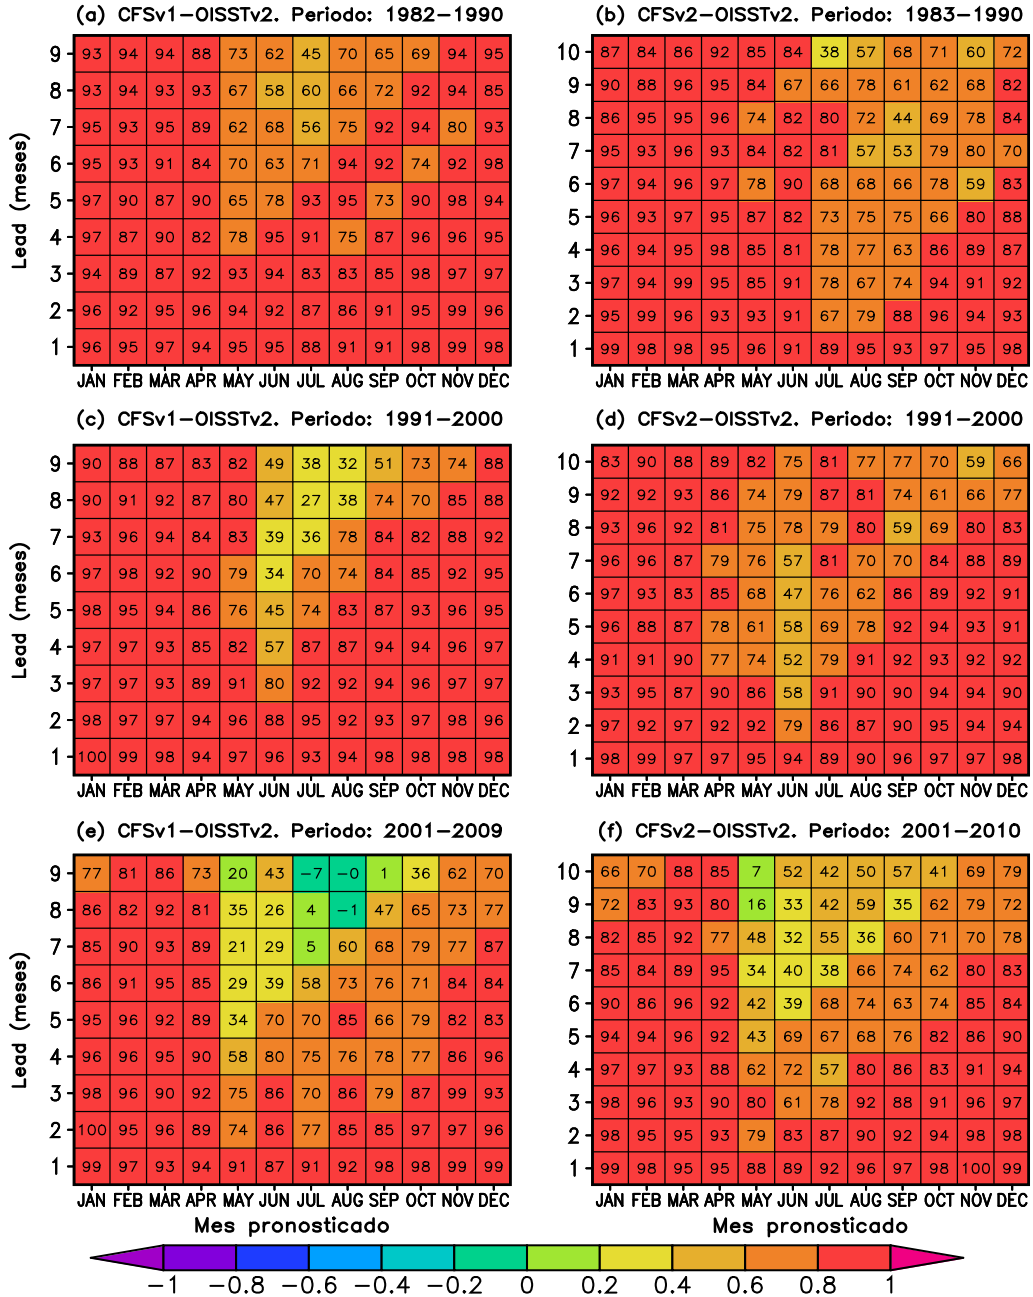 (a) CFSv1-OISSTv2. Periodo: 1982-1990
9 93 94 94 88 73 62 45 70 65 69 94 95
8 93 94 93 93 67 58 60 66 72 92 94 85
7 95 93 95 89 62 68 56 75 92 94 80 93
6 95 93 91 84 70 63 71 94 92 74 92 98
5 97 90 87 90 65 78 93 95 73 90 98 94
4 97 87 90 82 78 95 91 75 87 96 96 95
3 94 89 87 92 93 94 83 83 85 98 97 97
2 96 92 95 96 94 92 87 86 91 95 99 96
1 96 95 97 94 95 95 88 91 91 98 99 98
JAN FEB MAR APR MAY JUN JUL AUG SEP OCT NOV DEC
Lead (meses)
(b) CFSv2-OISSTv2. Periodo: 1983-1990
10 87 84 86 92 85 84 38 57 68 71 60 72
9 90 88 96 95 84 67 66 78 61 62 68 82
8 86 95 95 96 74 82 80 72 44 69 78 84
7 95 93 96 93 84 82 81 57 53 79 80 70
6 97 94 96 97 78 90 68 68 66 78 59 83
5 96 93 97 95 87 82 73 75 75 66 80 88
4 96 94 95 98 85 81 78 77 63 86 89 87
3 97 94 99 95 85 91 78 67 74 94 91 92
2 95 99 96 93 93 91 67 79 88 96 94 93
1 99 98 98 95 96 91 89 95 93 97 95 98
JAN FEB MAR APR MAY JUN JUL AUG SEP OCT NOV DEC
(c) CFSv1-OISSTv2. Periodo: 1991-2000
9 90 88 87 83 82 49 38 32 51 73 74 88
8 90 91 92 87 80 47 27 38 74 70 85 88
7 93 96 94 84 83 39 36 78 84 82 88 92
6 97 98 92 90 79 34 70 74 84 85 92 95
5 98 95 94 86 76 45 74 83 87 93 96 95
4 97 97 93 85 82 57 87 87 94 94 96 97
3 97 97 93 89 91 80 92 92 94 96 97 97
2 98 97 97 94 96 88 95 92 93 97 98 96
1 100 99 98 94 97 96 93 94 98 98 98 98
JAN FEB MAR APR MAY JUN JUL AUG SEP OCT NOV DEC
Lead (meses)
(d) CFSv2-OISSTv2. Periodo: 1991-2000
10 83 90 88 89 82 75 81 77 77 70 59 66
9 92 92 93 86 74 79 87 81 74 61 66 77
8 93 96 92 81 75 78 79 80 59 69 80 83
7 96 96 87 79 76 57 81 70 70 84 88 89
6 97 93 83 85 68 47 76 62 86 89 92 91
5 96 88 87 78 61 58 69 78 92 94 93 91
4 91 91 90 77 74 52 79 91 92 93 92 92
3 93 95 87 90 86 58 91 90 90 94 94 90
2 97 92 97 92 92 79 86 87 90 95 94 94
1 98 99 97 97 95 94 89 90 96 97 97 98
JAN FEB MAR APR MAY JUN JUL AUG SEP OCT NOV DEC
(e) CFSv1-OISSTv2. Periodo: 2001-2009
9 77 81 86 73 20 43 -7 -0 1 36 62 70
8 86 82 92 81 35 26 4 -1 47 65 73 77
7 85 90 93 89 21 29 5 60 68 79 77 87
6 86 91 95 85 29 39 58 73 76 71 84 84
5 95 96 92 89 34 70 70 85 66 79 82 83
4 96 96 95 90 58 80 75 76 78 77 86 96
3 98 96 90 92 75 86 70 86 79 87 99 93
2 100 95 96 89 74 86 77 85 85 97 97 96
1 99 97 93 94 91 87 91 92 98 98 99 99
JAN FEB MAR APR MAY JUN JUL AUG SEP OCT NOV DEC
Lead (meses)
Mes pronosticado
(f) CFSv2-OISSTv2. Periodo: 2001-2010
10 66 70 88 85 7 52 42 50 57 41 69 79
9 72 83 93 80 16 33 42 59 35 62 79 72
8 82 85 92 77 48 32 55 36 60 71 70 78
7 85 84 89 95 34 40 38 66 74 62 80 83
6 90 86 96 92 42 39 68 74 63 74 85 84
5 94 94 96 92 43 69 67 68 76 82 86 90
4 97 97 93 88 62 72 57 80 86 83 91 94
3 98 96 93 90 80 61 78 92 88 91 96 97
2 98 95 95 93 79 83 87 90 92 94 98 98
1 99 98 95 95 88 89 92 96 97 98 100 99
JAN FEB MAR APR MAY JUN JUL AUG SEP OCT NOV DEC
Mes pronosticado
-1 -0.8 -0.6 -0.4 -0.2 0 0.2 0.4 0.6 0.8 1